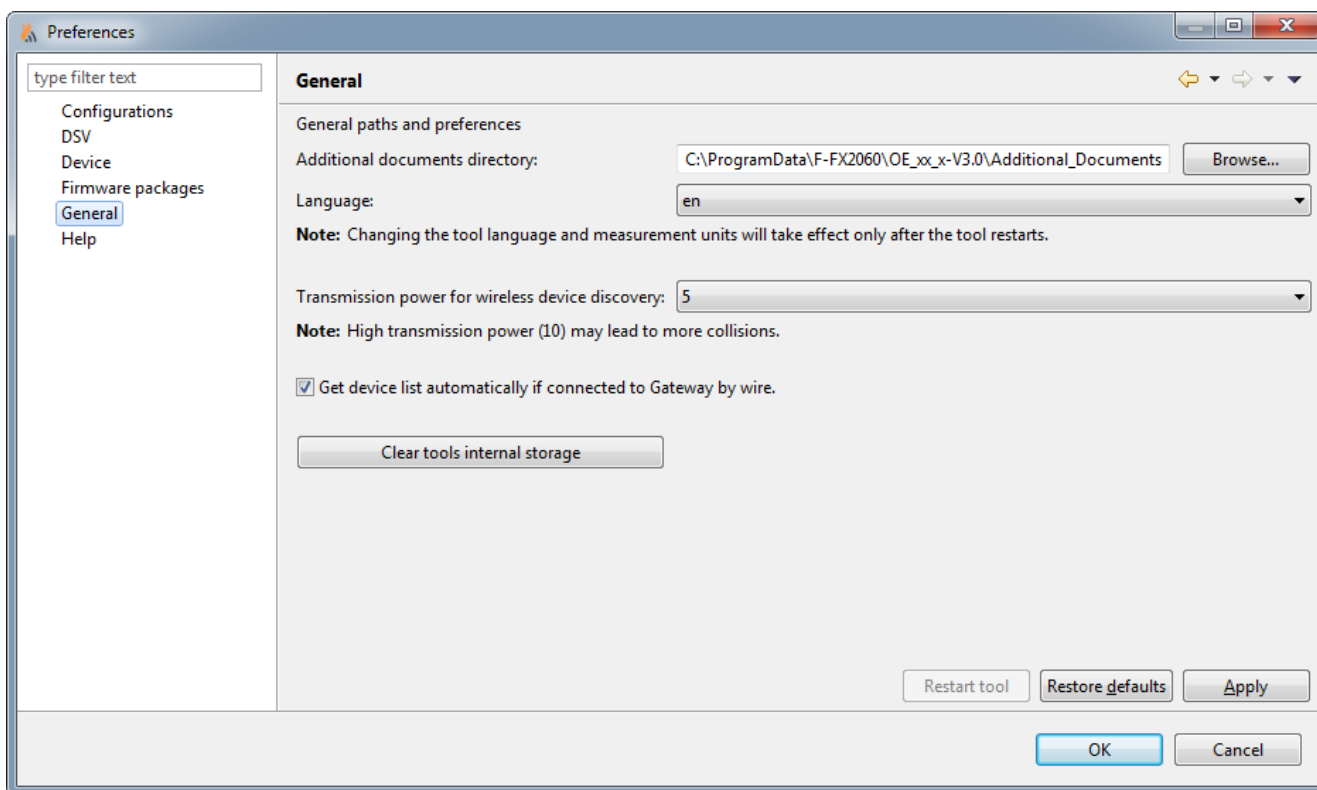 Preferences
type filter text
Configurations
DSV
Device
Firmware packages
General
Help
General
General paths and preferences
Additional documents directory: C:\ProgramData\F-FX2060\OE_xx_x-V3.0\Additional_Documents Browse...
Language: en
Note: Changing the tool language and measurement units will take effect only after the tool restarts.
Transmission power for wireless device discovery: 5
Note: High transmission power (10) may lead to more collisions.
Get device list automatically if connected to Gateway by wire.
Clear tools internal storage
Restart tool Restore defaults Apply
OK Cancel